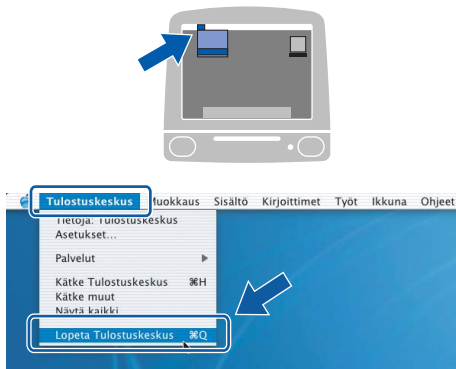 Tulostuskeskus Muokkaus Sisältö Kirjoittimet Työt Ikkuna Ohjeet
Tietoja: Tulostuskeskus
Asetukset...
Palvelut ▶
Kätke Tulostuskeskus ⌘H
Kätke muut
Näytä kaikki
Lopeta Tulostuskeskus ⌘Q